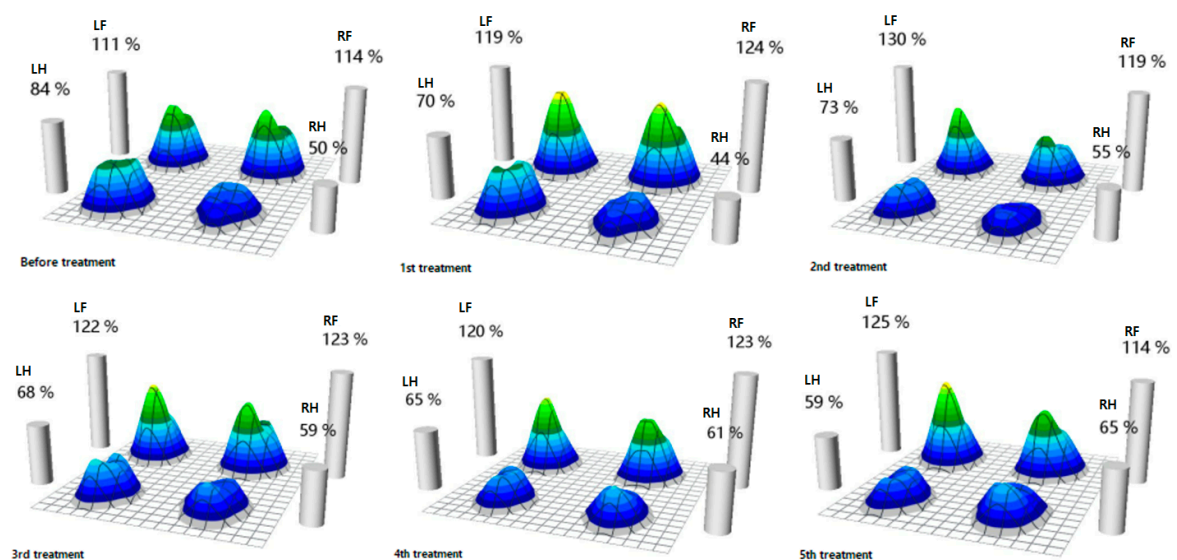 LF
111 %
RF
114 %
LH
84 %
RH
50 %
Before treatment
LF
119 %
RF
124 %
LH
70 %
RH
44 %
1st treatment
LF
130 %
RF
119 %
LH
73 %
RH
55 %
2nd treatment
LF
122 %
RF
123 %
LH
68 %
RH
59 %
3rd treatment
LF
120 %
RF
123 %
LH
65 %
RH
61 %
4th treatment
LF
125 %
RF
114 %
LH
59 %
RH
65 %
5th treatment